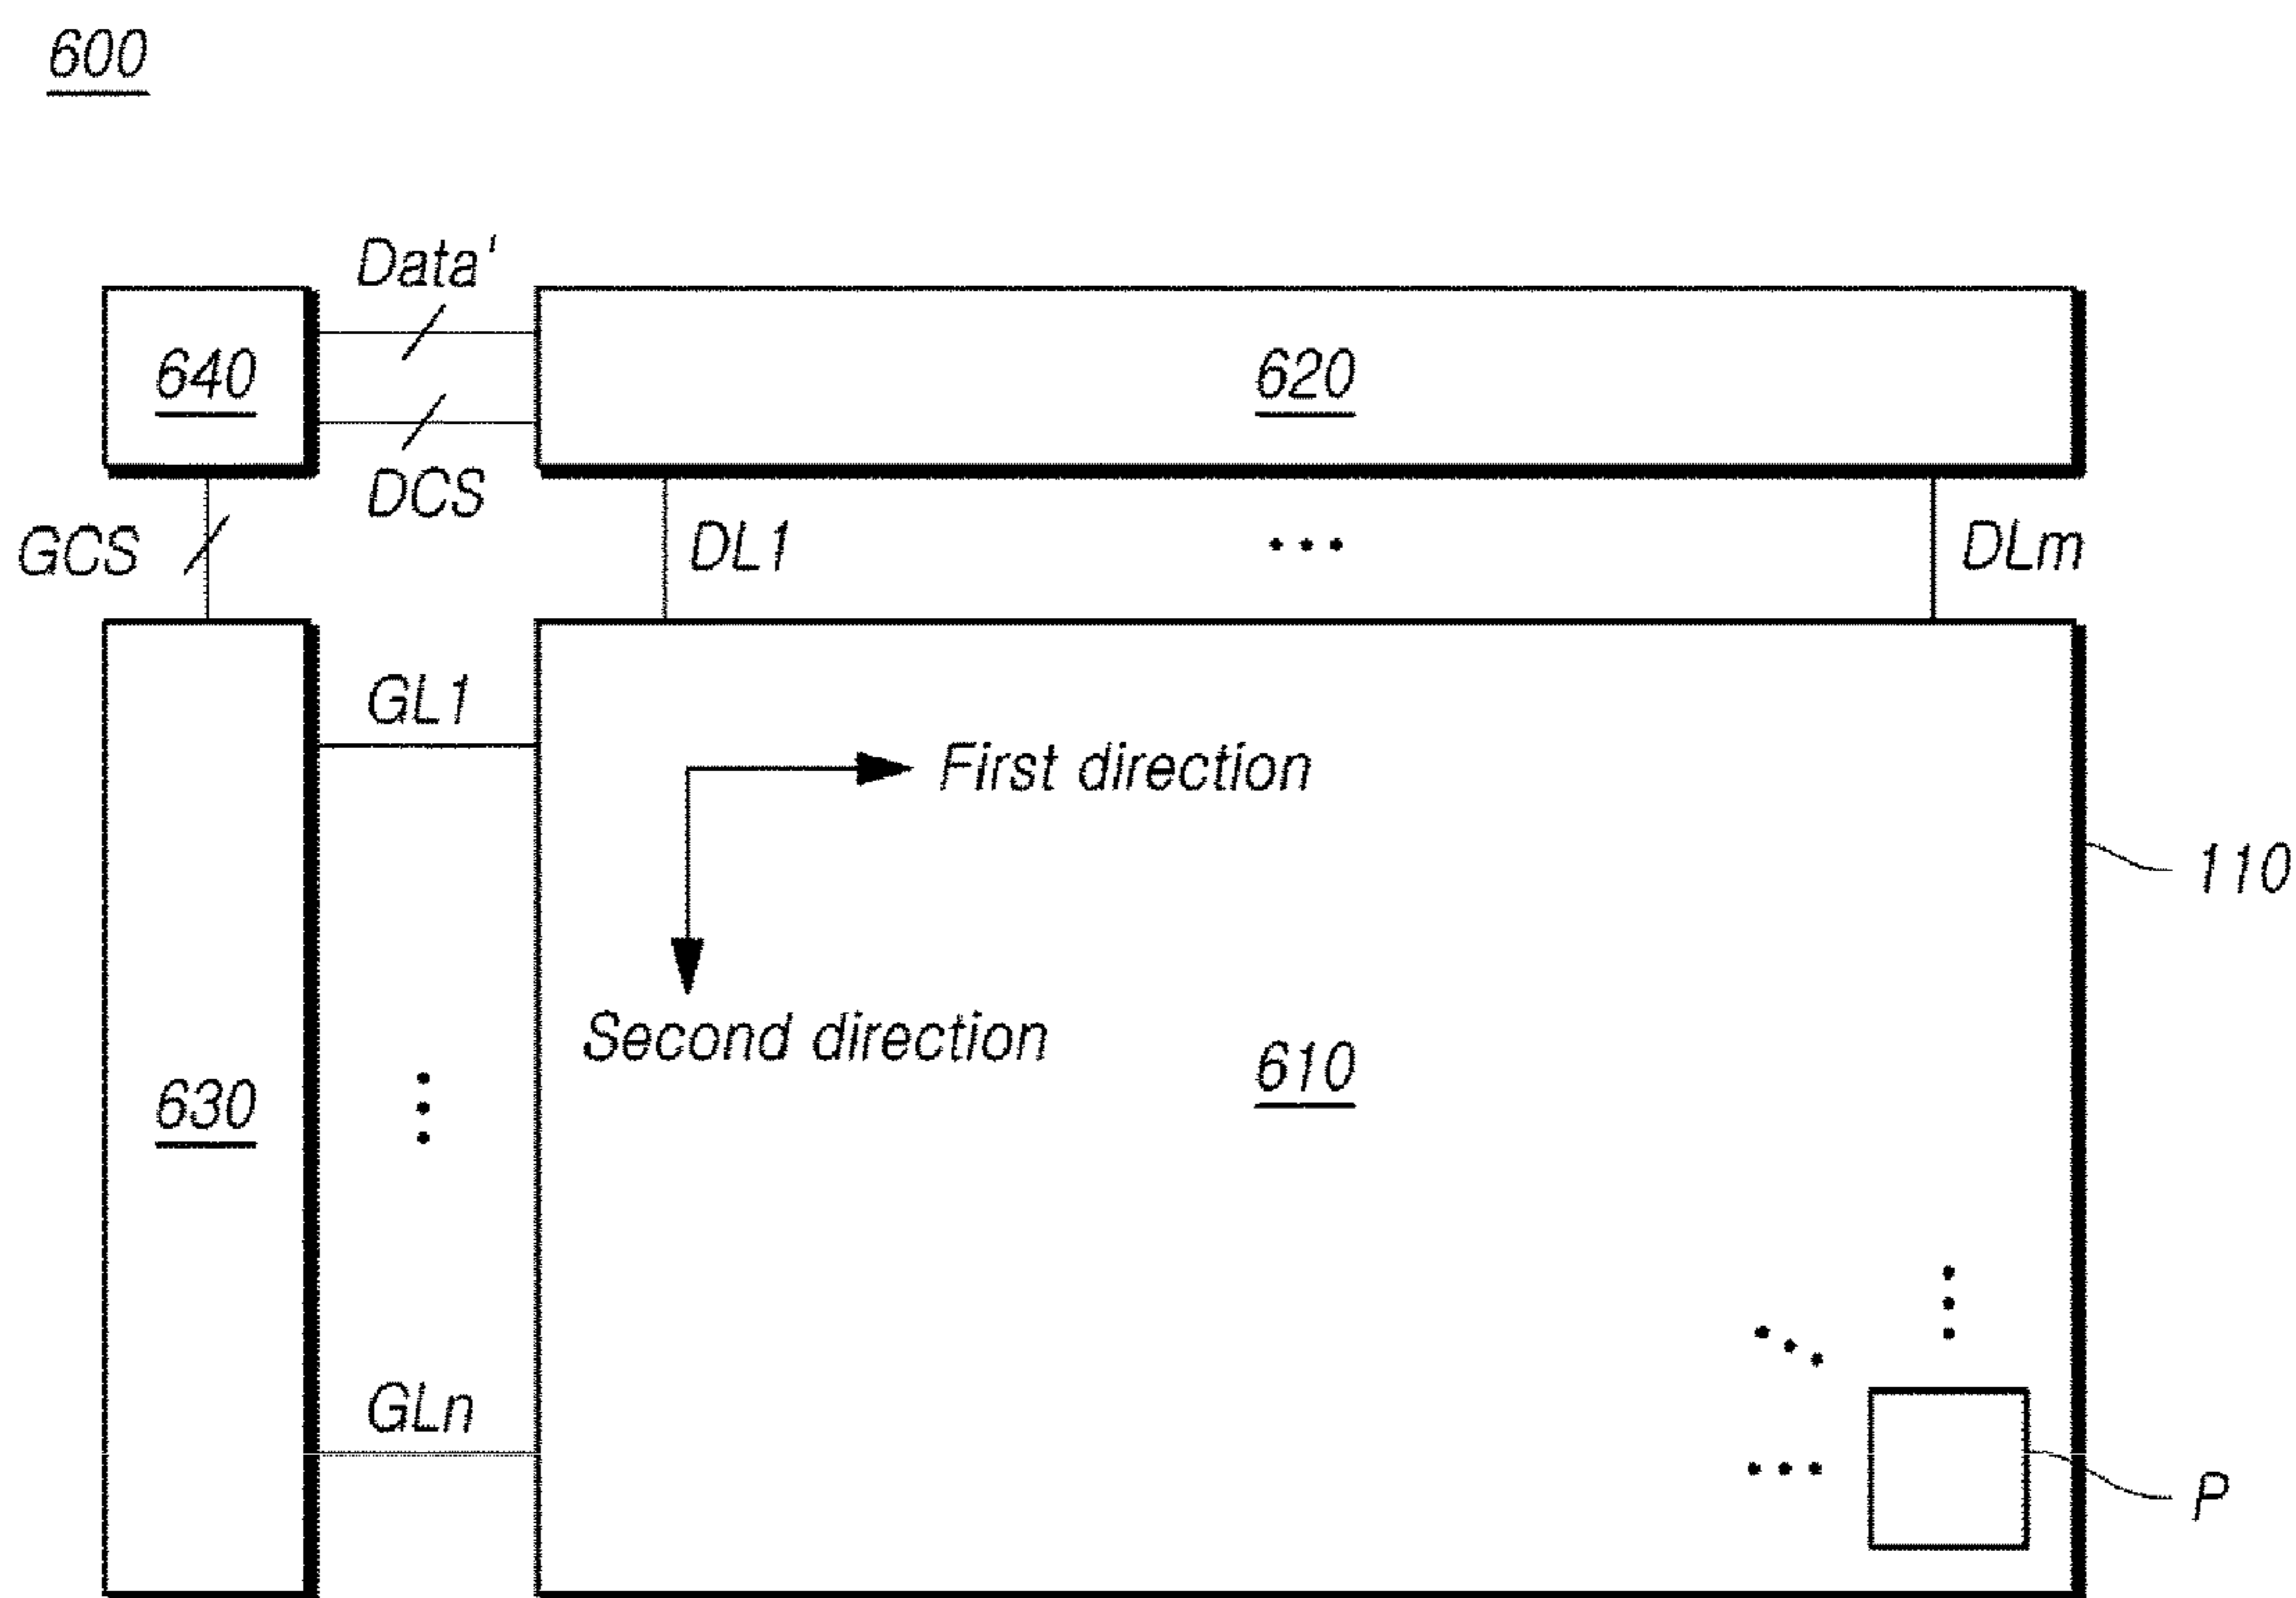 600
Data'
640
620
DCS
GCS
DL1
DLm
GL1
First direction
110
Second direction
610
630
GLn
P